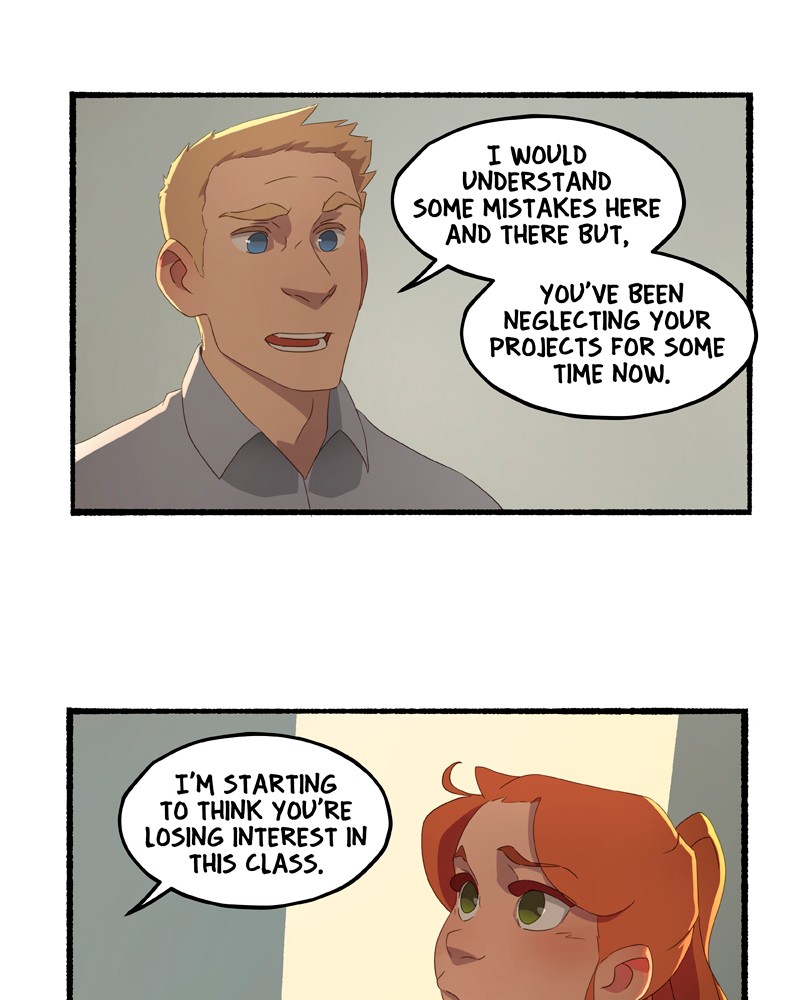 I WOULD
UNDERSTAND
SOME MISTAKES HERE
AND THERE BUT,
YOU'VE BEEN
NEGLECTING YOUR
PROJECTS FOR SOME
TIME NOW.
I'M STARTING
TO THINK YOU'RE
LOSING INTEREST IN
THIS CLASS.